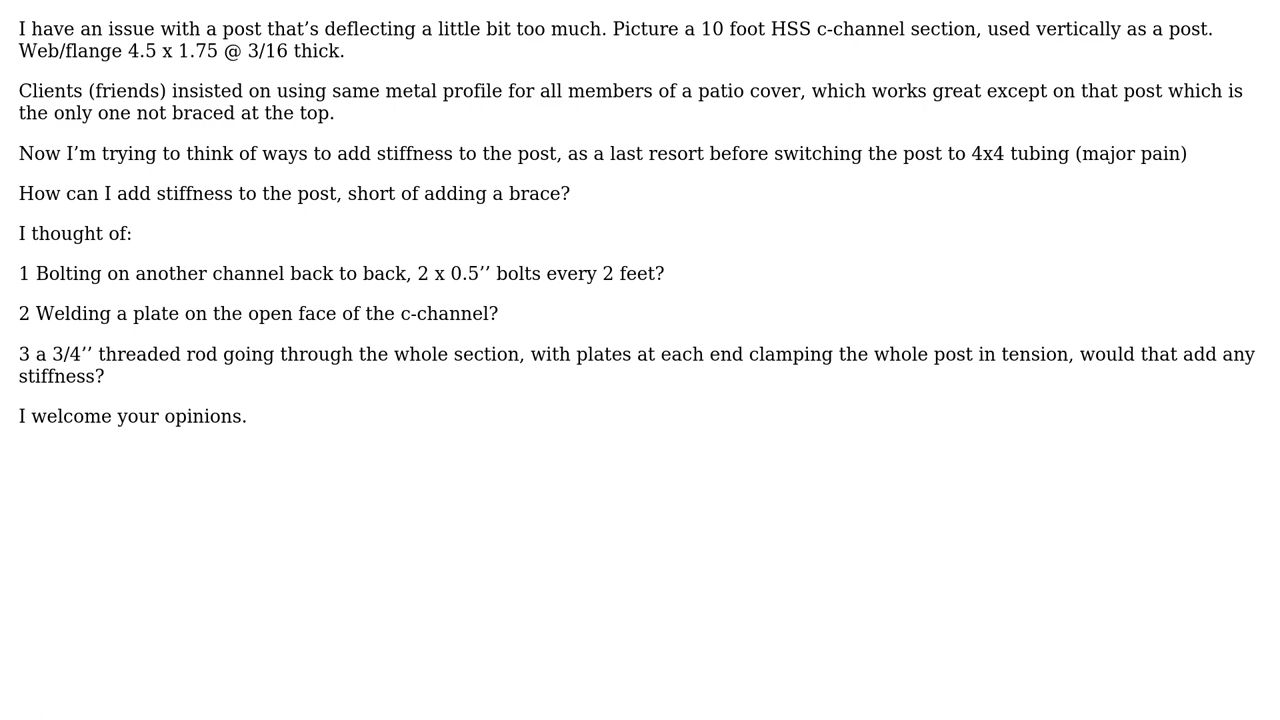 I have an issue with a post that’s deflecting a little bit too much. Picture a 10 foot HSS c-channel section, used vertically as a post.
Web/flange 4.5 x 1.75 @ 3/16 thick.
Clients (friends) insisted on using same metal profile for all members of a patio cover, which works great except on that post which is
the only one not braced at the top.
Now I’m trying to think of ways to add stiffness to the post, as a last resort before switching the post to 4x4 tubing (major pain)
How can I add stiffness to the post, short of adding a brace?
I thought of:
1 Bolting on another channel back to back, 2 x 0.5’’ bolts every 2 feet?
2 Welding a plate on the open face of the c-channel?
3 a 3/4’’ threaded rod going through the whole section, with plates at each end clamping the whole post in tension, would that add any
stiffness?
I welcome your opinions.